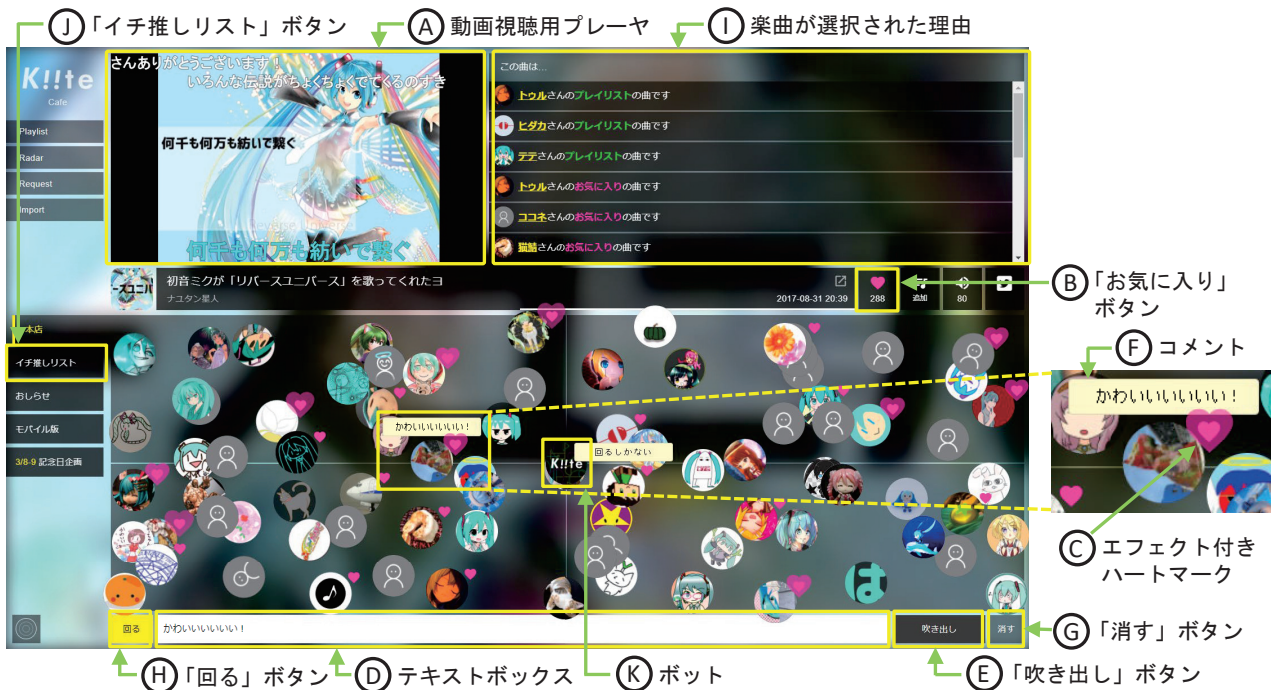 J 「イチ推しリスト」ボタン
A 動画視聴用プレーヤ
I 楽曲が選択された理由
K!!te
Cafe
Playlist
Radar
Request
Import
さんありがとうございます!
いろんな伝説がちょくちょくでてくるのすき
何千も何万も紡いで繋ぐ
何千も何万も紡いで繋ぐ
この曲は...
トゥルさんのプレイリストの曲です
ヒダカさんのプレイリストの曲です
テテさんのプレイリストの曲です
トゥルさんのお気に入りの曲です
ココネさんのお気に入りの曲です
猫鯖さんのお気に入りの曲です
初音ミクが「リバースユニバース」を歌ってくれたヨ
ナユタン星人
2017-08-31 20:39
288
追加
80
B 「お気に入り」
ボタン
本店
イチ推しリスト
おしらせ
モバイル版
3/8-9 記念日企画
かわいいいいいい!
K!!te
回るしかない
F コメント
かわいいいいいい!
C エフェクト付き
ハートマーク
は
回る
かわいいいいいい!
吹き出し
消す
G 「消す」ボタン
H 「回る」ボタン
D テキストボックス
K ボット
E 「吹き出し」ボタン